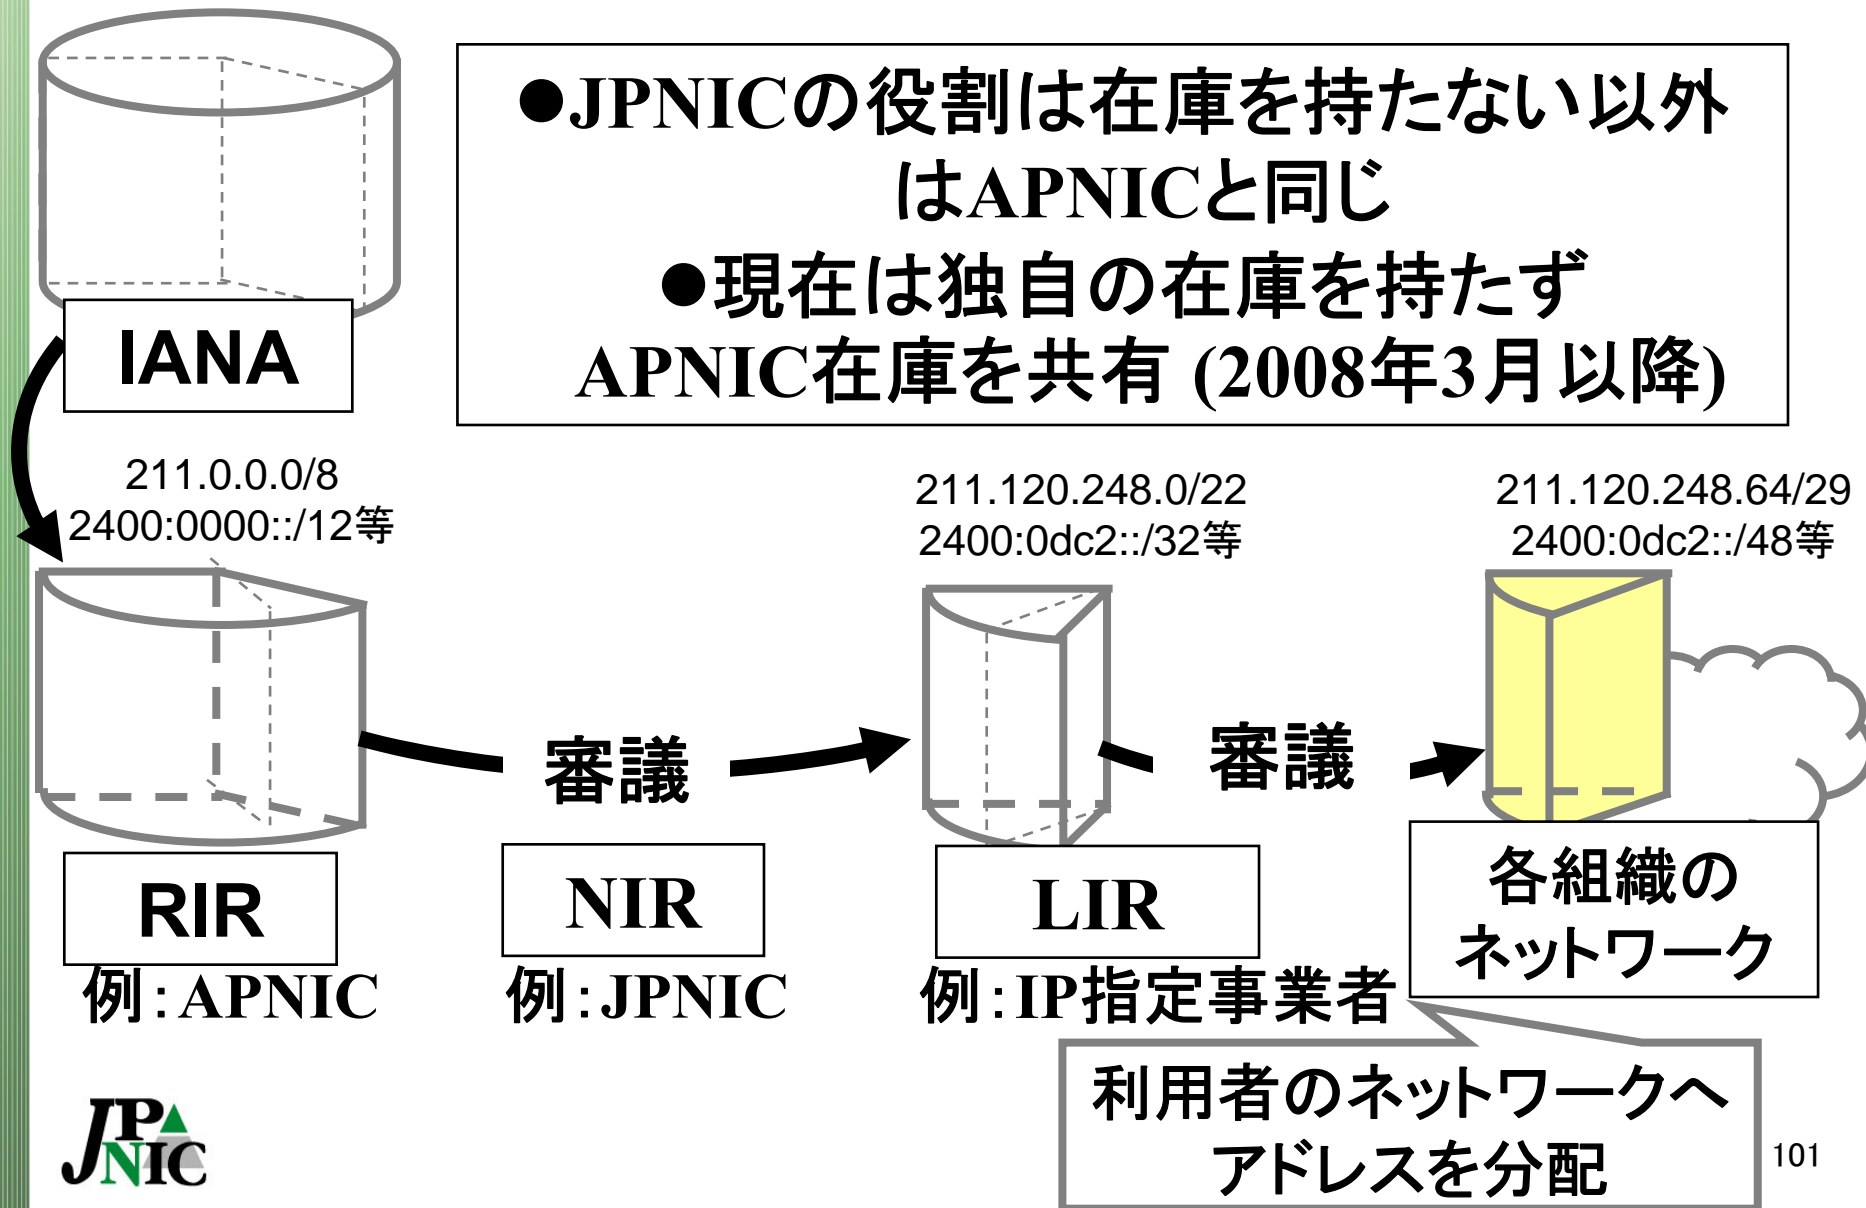 ●JPNICの役割は在庫を持たない以外
はAPNICと同じ
●現在は独自の在庫を持たず
APNIC在庫を共有 (2008年3月以降)
IANA
211.0.0.0/8
2400:0000::/12等
211.120.248.0/22
2400:0dc2::/32等
211.120.248.64/29
2400:0dc2::/48等
審議
審議
RIR
例：APNIC
NIR
例：JPNIC
LIR
例：IP指定事業者
各組織の
ネットワーク
利用者のネットワークへ
アドレスを分配
JPNIC
101